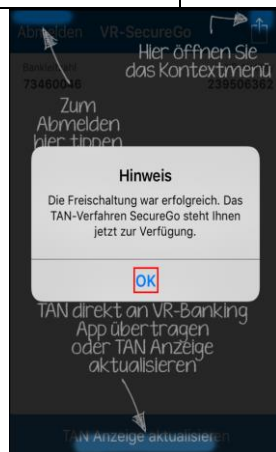 Abmelden VR-SecureGo
Hier öffnen Sie
das Kontextmenü
Bankleitzahl
73460046 239506362
Zum
Abmelden
hier tippen
Hinweis
Die Freischaltung war erfolgreich. Das
TAN-Verfahren SecureGo steht Ihnen
jetzt zur Verfügung.
OK
TAN direkt an VR-Banking
App übertragen
oder TAN Anzeige
aktualisieren
TAN Anzeige aktualisieren